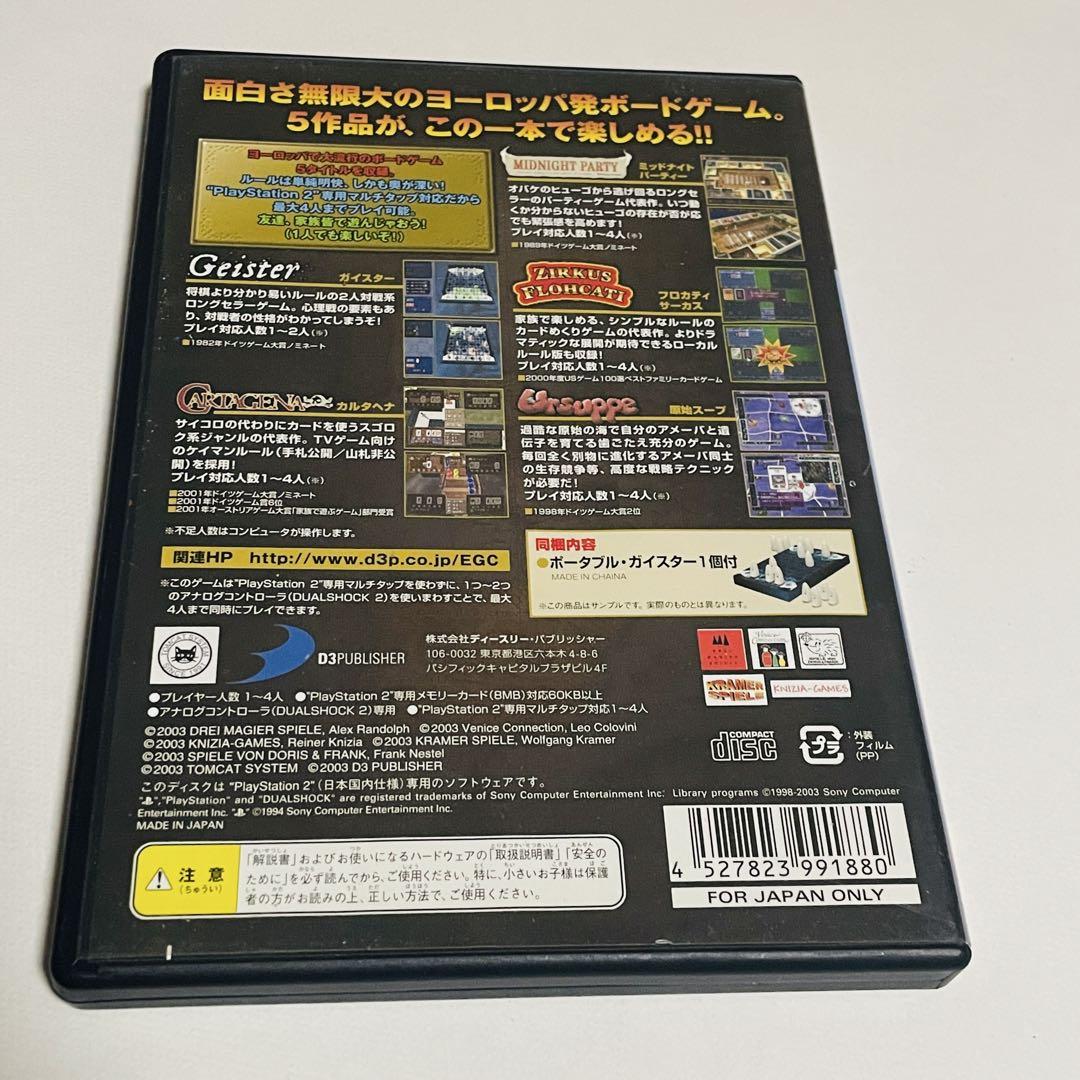 面白さ無限大のヨーロッパ発ボードゲーム。
5作品が、この一本で楽しめる!!
ヨーロッパで大流行のボードゲーム
5タイトルを収録。
ルールは単純明快、しかも奥が深い!
"PlayStation 2"専用マルチタップ対応だから
最大4人までプレイ可能。
友達、家族皆で遊んじゃおう!
(1人でも楽しいぞ!)
MIDNIGHT PARTY
ミッドナイト
パーティー
オバケのヒューゴから逃げ回るロングセ
ラーのパーティーゲーム代表作。いつ動
くか分からないヒューゴの存在が否が応
でも緊張感を高めます!
プレイ対応人数1〜4人(※)
■1989年ドイツゲーム大賞ノミネート
Geister
ガイスター
将棋より分かり易いルールの2人対戦系
ロングセラーゲーム。心理戦の要素もあ
り、対戦者の性格がわかってしまうぞ!
プレイ対応人数1〜2人(※)
■1982年ドイツゲーム大賞ノミネート
ZIRKUS
FLOHCATI
フロカティ
サーカス
家族で楽しめる、シンプルなルールの
カードめくりゲームの代表作。よりドラ
マティックな展開が期待できるローカル
ルール版も収録!
プレイ対応人数1〜4人(※)
■2000年度USゲーム100選ベストファミリーカードゲーム
CARTAGENA
カルタヘナ
サイコロの代わりにカードを使うスゴロ
ク系ジャンルの代表作。TVゲーム向け
のケイマンルール(手札公開/山札非公
開)を採用!
プレイ対応人数1〜4人(※)
■2001年ドイツゲーム大賞ノミネート
■2001年ドイツゲーム賞6位
■2001年オーストリアゲーム大賞「家族で遊ぶゲーム」部門受賞
Ursuppe
原始スープ
過酷な原始の海で自分のアメーバと遺
伝子を育てる歯ごたえ充分のゲーム。
毎回全く別物に進化するアメーバ同士
の生存競争等、高度な戦略テクニック
が必要だ!
プレイ対応人数1〜4人(※)
■1998年ドイツゲーム大賞2位
※不足人数はコンピュータが操作します。
関連HP http://www.d3p.co.jp/EGC
※このゲームは"PlayStation 2"専用マルチタップを使わずに、1つ〜2つ
のアナログコントローラ(DUALSHOCK 2)を使いまわすことで、最大
4人まで同時にプレイできます。
同梱内容
●ポータブル・ガイスター1個付
MADE IN CHAINA
※この商品はサンプルです。実際のものとは異なります。
TOMCAT SYSTEM
D3PUBLISHER
株式会社ディースリー・パブリッシャー
106-0032 東京都港区六本木4-8-6
パシフィックキャピタルプラザビル4F
Venice
KRAMER
SPIELE
KNIZIA-GAMES
●プレイヤー人数 1〜4人 ●"PlayStation 2"専用メモリーカード(8MB)対応60KB以上
●アナログコントローラ(DUALSHOCK 2)専用 ●"PlayStation 2"専用マルチタップ対応1〜4人
©2003 DREI MAGIER SPIELE, Alex Randolph ©2003 Venice Connection, Leo Colovini
©2003 KNIZIA-GAMES, Reiner Knizia ©2003 KRAMER SPIELE, Wolfgang Kramer
©2003 SPIELE VON DORIS & FRANK, Frank Nestel
©2003 TOMCAT SYSTEM ©2003 D3 PUBLISHER
COMPACT
disc
プラ
:外装
フィルム
(PP)
このディスクは "PlayStation 2"(日本国内仕様)専用のソフトウェアです。
"","PlayStation" and "DUALSHOCK" are registered trademarks of Sony Computer Entertainment Inc. Library programs ©1998-2003 Sony Computer
Entertainment Inc. "" ©1994 Sony Computer Entertainment Inc.
MADE IN JAPAN
注意
(ちゅうい)
「解説書」およびお使いになるハードウェアの「取扱説明書」「安全の
ために」を必ず読んでから、ご使用ください。特に、小さいお子様は保護
者の方がお読みの上、正しい方法で、ご使用ください。
4 527823 991880
FOR JAPAN ONLY